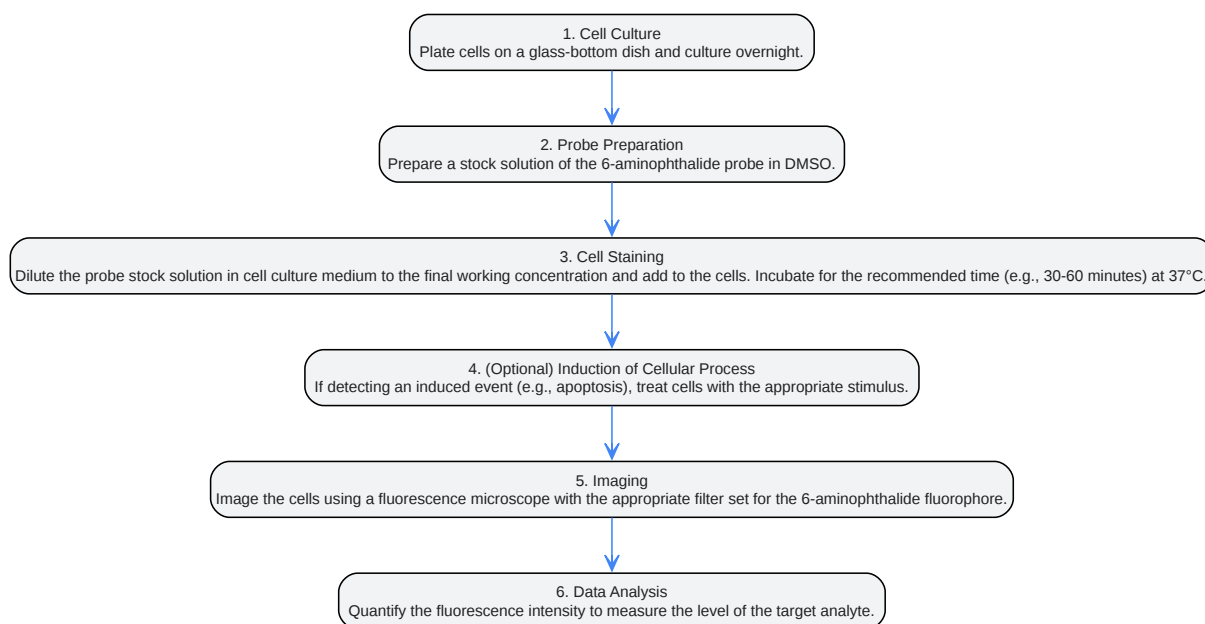 1. Cell Culture
Plate cells on a glass-bottom dish and culture overnight.
2. Probe Preparation
Prepare a stock solution of the 6-aminophthalide probe in DMSO.
3. Cell Staining
Dilute the probe stock solution in cell culture medium to the final working concentration and add to the cells. Incubate for the recommended time (e.g., 30-60 minutes) at 37°C.
4. (Optional) Induction of Cellular Process
If detecting an induced event (e.g., apoptosis), treat cells with the appropriate stimulus.
5. Imaging
Image the cells using a fluorescence microscope with the appropriate filter set for the 6-aminophthalide fluorophore.
6. Data Analysis
Quantify the fluorescence intensity to measure the level of the target analyte.